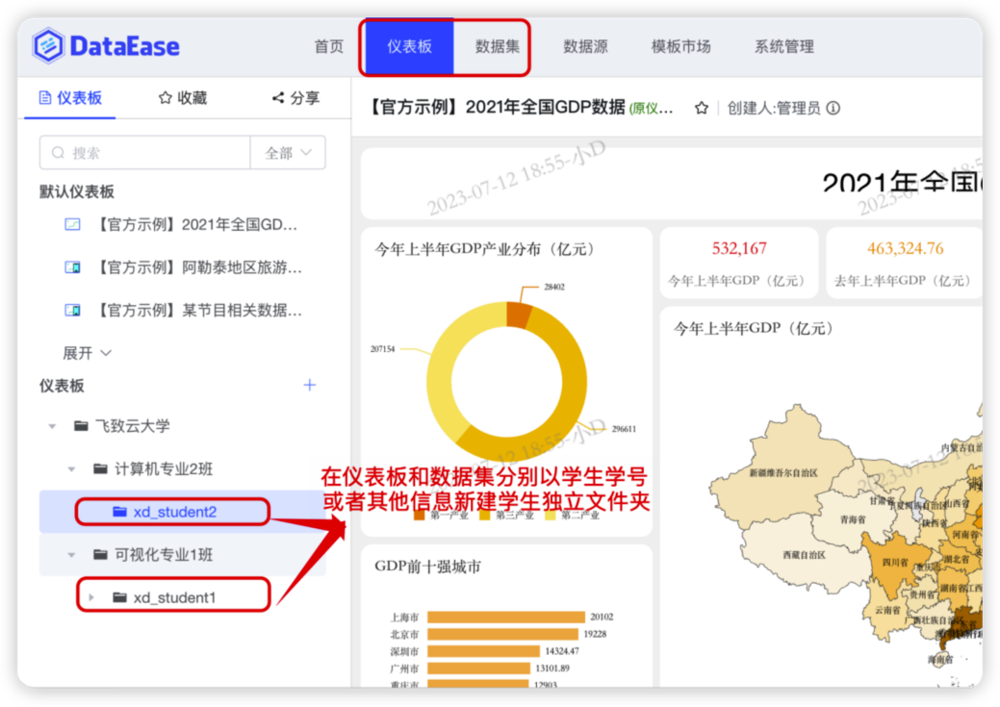 DataEase
首页
仪表板
数据集
数据源
模板市场
系统管理
仪表板
收藏
分享
搜索
全部
默认仪表板
【官方示例】2021年全国GD...
【官方示例】阿勒泰地区旅游...
【官方示例】某节目相关数据...
展开
仪表板
飞致云大学
计算机专业2班
xd_student2
可视化专业1班
xd_student1
【官方示例】2021年全国GDP数据 (原仪...
创建人:管理员
2023-07-12 18:55-小D
2021年全国
今年上半年GDP产业分布（亿元）
28402
207154
296611
在仪表板和数据集分别以学生学号
或者其他信息新建学生独立文件夹
第一产业
第三产业
第二产业
532,167
今年上半年GDP（亿元）
463,324.76
去年上半年GDP（亿元）
今年上半年GDP（亿元）
新疆维吾尔自治区
内蒙古自治
甘肃省
宁夏回族自治区
山西省
青海省
陕西省
河南省
西藏自治区
四川省
重庆市
湖北省
贵州省
湖南省
江西
云南省
广西壮族自治区
海南省
GDP前十强城市
上海市 20102
北京市 19228
深圳市 14324.47
广州市 13101.89
重庆市 12903